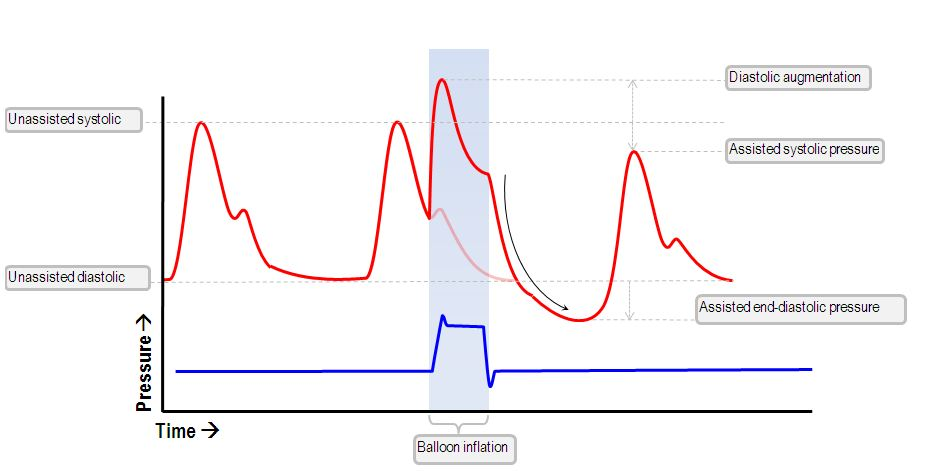 Diastolic augmentation
Unassisted systolic
Assisted systolic pressure
Unassisted diastolic
Assisted end-diastolic pressure
Pressure →
Time →
Balloon inflation